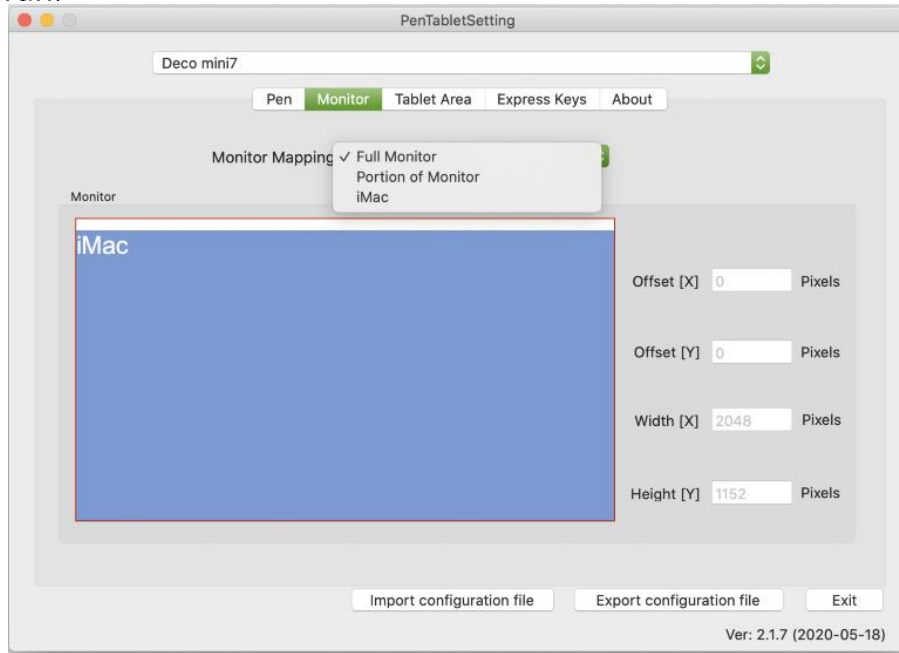 PenTabletSetting
Deco mini7
Pen Monitor Tablet Area Express Keys About
Monitor Mapping ✓ Full Monitor
Portion of Monitor
iMac
Monitor
iMac
Offset [X] 0 Pixels
Offset [Y] 0 Pixels
Width [X] 2048 Pixels
Height [Y] 1152 Pixels
Import configuration file Export configuration file Exit
Ver: 2.1.7 (2020-05-18)